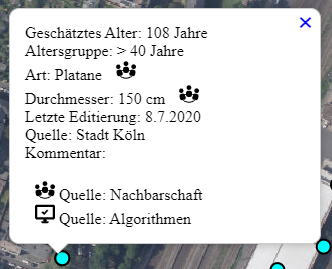 Geschätztes Alter: 108 Jahre
Altersgruppe: > 40 Jahre
Art: Platane
Durchmesser: 150 cm
Letzte Editierung: 8.7.2020
Quelle: Stadt Köln
Kommentar:
Quelle: Nachbarschaft
Quelle: Algorithmen